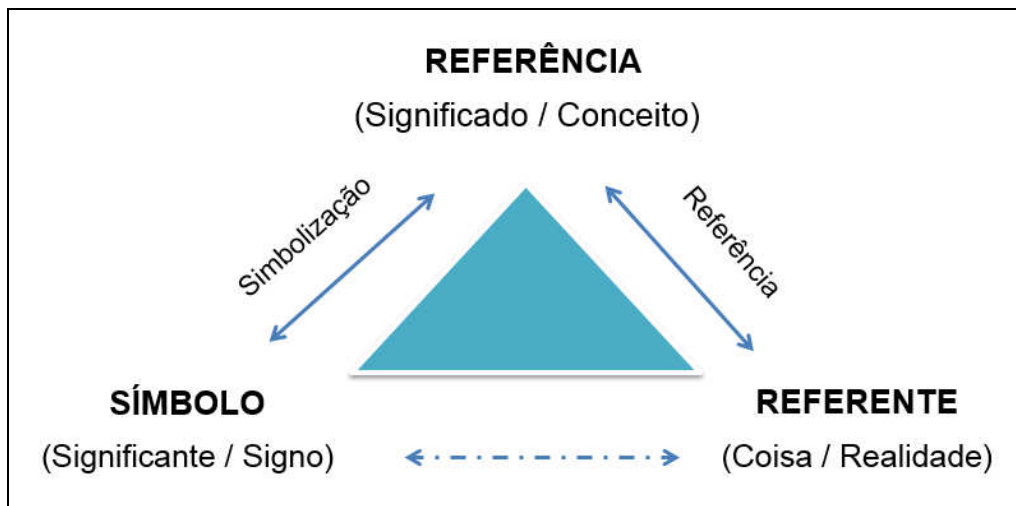 REFERÊNCIA
(Significado / Conceito)
Simbolização
Referência
SÍMBOLO
(Significante / Signo)
REFERENTE
(Coisa / Realidade)